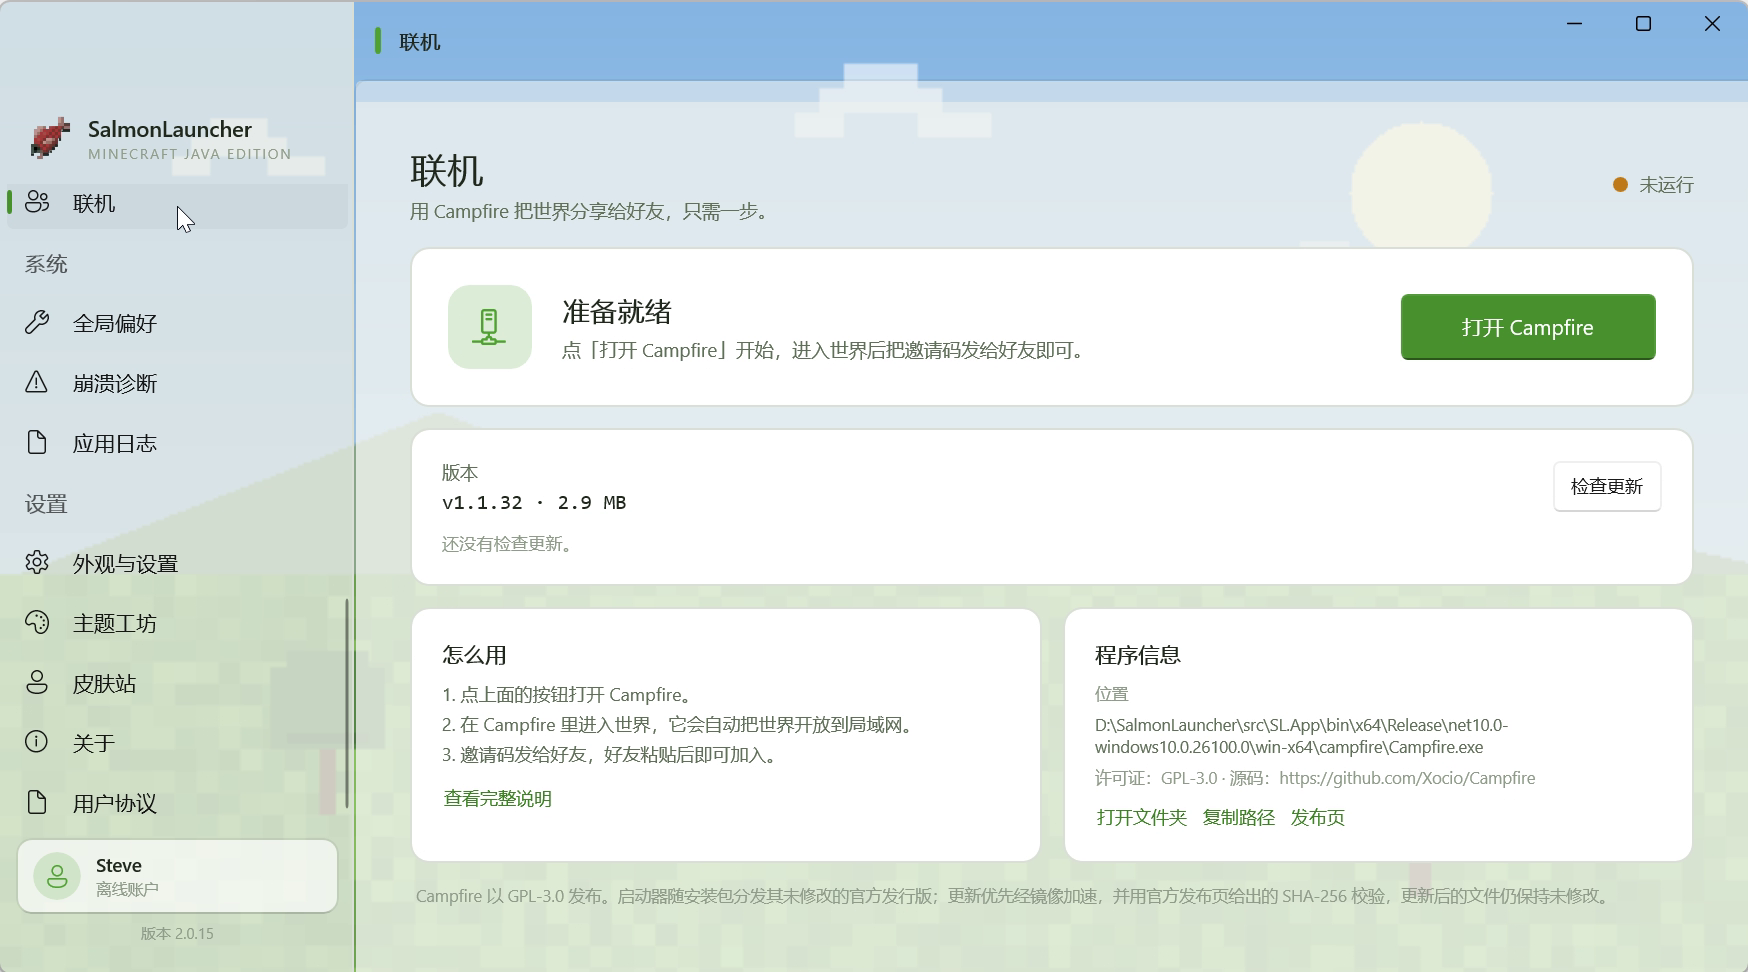 联机
SalmonLauncher
MINECRAFT JAVA EDITION
联机
系统
全局偏好
崩溃诊断
应用日志
设置
外观与设置
主题工坊
皮肤站
关于
用户协议
Steve
离线账户
版本 2.0.15
联机
用 Campfire 把世界分享给好友，只需一步。
未运行
准备就绪
点「打开 Campfire」开始，进入世界后把邀请码发给好友即可。
打开 Campfire
版本
v1.1.32 · 2.9 MB
还没有检查更新。
检查更新
怎么用
1. 点上面的按钮打开 Campfire。
2. 在 Campfire 里进入世界，它会自动把世界开放到局域网。
3. 邀请码发给好友，好友粘贴后即可加入。
查看完整说明
程序信息
位置
D:\SalmonLauncher\src\SL.App\bin\x64\Release\net10.0-
windows10.0.26100.0\win-x64\campfire\Campfire.exe
许可证：GPL-3.0 · 源码：https://github.com/Xocio/Campfire
打开文件夹 复制路径 发布页
Campfire 以 GPL-3.0 发布。启动器随安装包分发其未修改的官方发行版；更新优先经镜像加速，并用官方发布页给出的 SHA-256 校验，更新后的文件仍保持未修改。